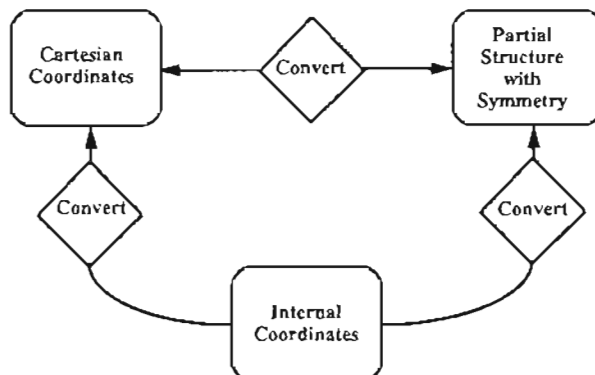 Cartesian
Coordinates
Convert
Partial
Structure
with
Symmetry
Convert
Convert
Internal
Coordinates